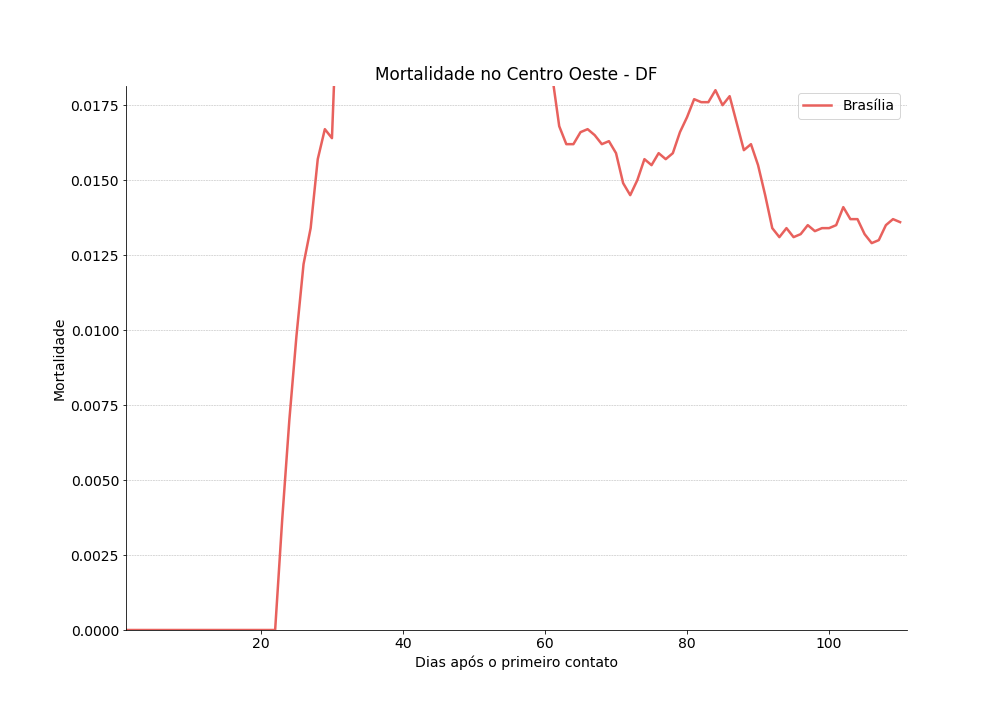 Mortalidade no Centro Oeste - DF
Brasília
0.0175
0.0150
0.0125
0.0100
0.0075
0.0050
0.0025
0.0000
Mortalidade
20 40 60 80 100
Dias após o primeiro contato